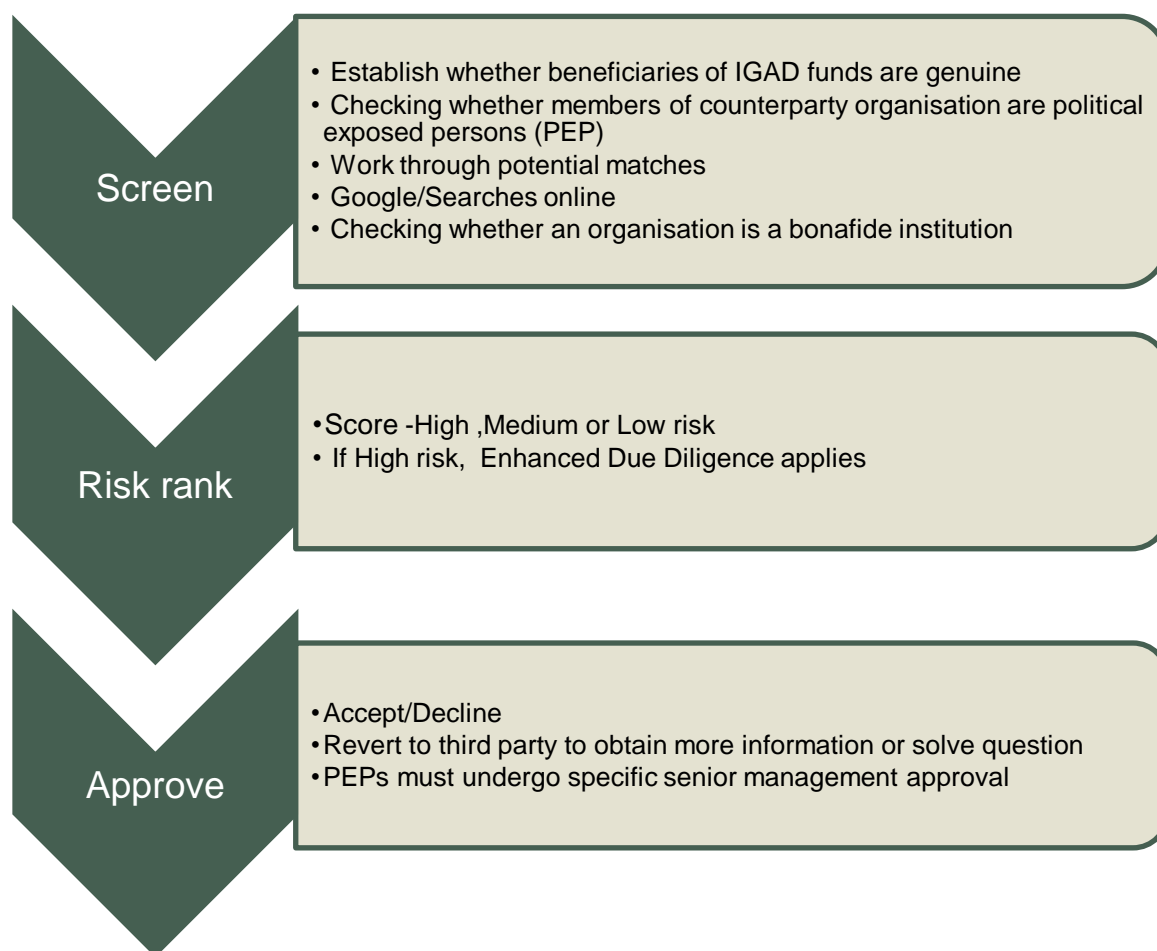 Screen
• Establish whether beneficiaries of IGAD funds are genuine
• Checking whether members of counterparty organisation are political
exposed persons (PEP)
• Work through potential matches
• Google/Searches online
• Checking whether an organisation is a bonafide institution
Risk rank
•Score -High ,Medium or Low risk
• If High risk, Enhanced Due Diligence applies
Approve
•Accept/Decline
•Revert to third party to obtain more information or solve question
•PEPs must undergo specific senior management approval